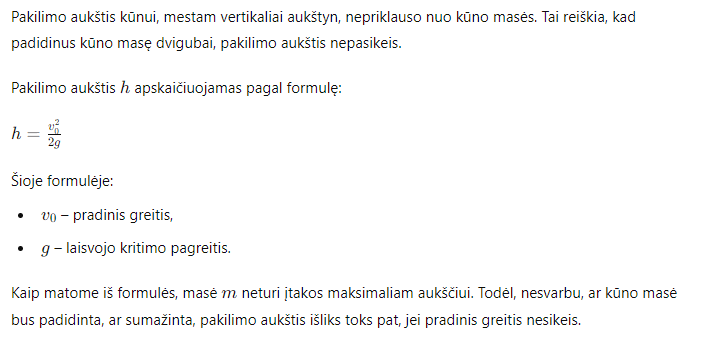 Pakilimo aukštis kūnui, mestam vertikaliai aukštyn, nepriklauso nuo kūno masės. Tai reiškia, kad
padidinus kūno masę dvigubai, pakilimo aukštis nepasikeis.
Pakilimo aukštis h apskaičiuojamas pagal formulę:
h = \frac{v_0^2}{2g}
Šioje formulėje:
• v₀ – pradinis greitis,
• g – laisvojo kritimo pagreitis.
Kaip matome iš formulės, masė m neturi įtakos maksimaliam aukščiui. Todėl, nesvarbu, ar kūno masė
bus padidinta, ar sumažinta, pakilimo aukštis išliks toks pat, jei pradinis greitis nesikeis.